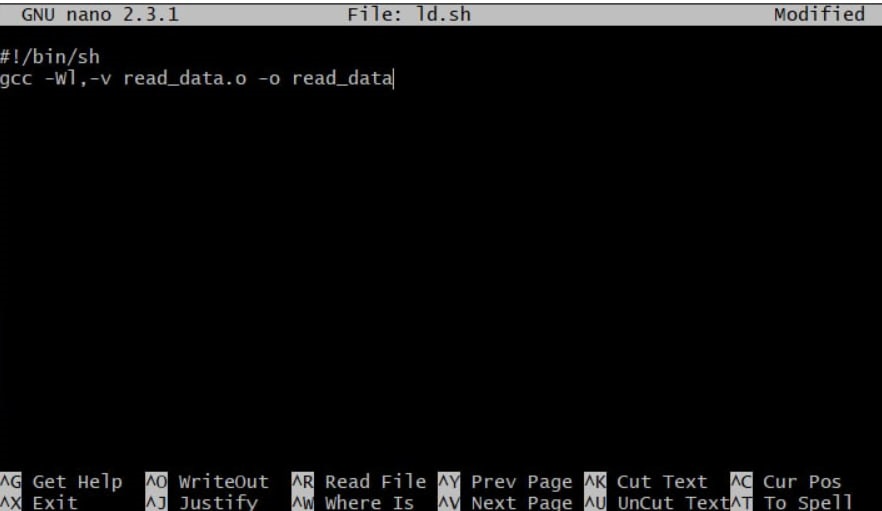 GNU nano 2.3.1 File: ld.sh Modified
#!/bin/sh
gcc -Wl,-v read_data.o -o read_data
^G Get Help ^O WriteOut ^R Read File ^Y Prev Page ^K Cut Text ^C Cur Pos
^X Exit ^J Justify ^W Where Is ^V Next Page ^U UnCut Text ^T To Spell